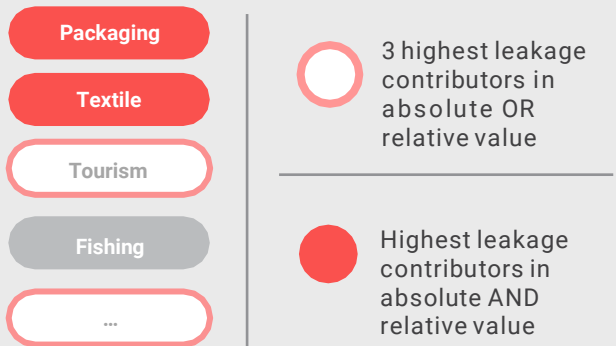 Packaging
Textile
Tourism
Fishing
...
3 highest leakage
contributors in
absolute OR
relative value
Highest leakage
contributors in
absolute AND
relative value